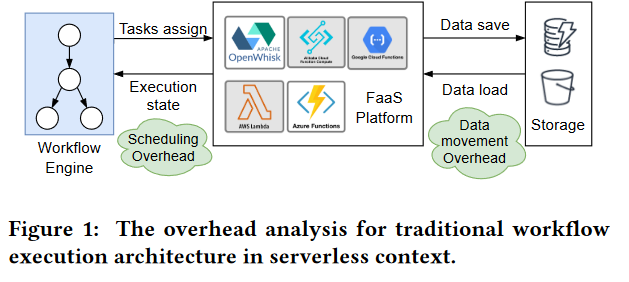 Tasks assign
Execution
state
Scheduling
Overhead
Workflow
Engine
APACHE
OpenWhisk
Alibaba Cloud
Function Compute
Google Cloud Functions
AWS Lambda
Azure Functions
FaaS
Platform
Data save
Data load
Data
movement
Overhead
Storage
Figure 1: The overhead analysis for traditional workflow
execution architecture in serverless context.